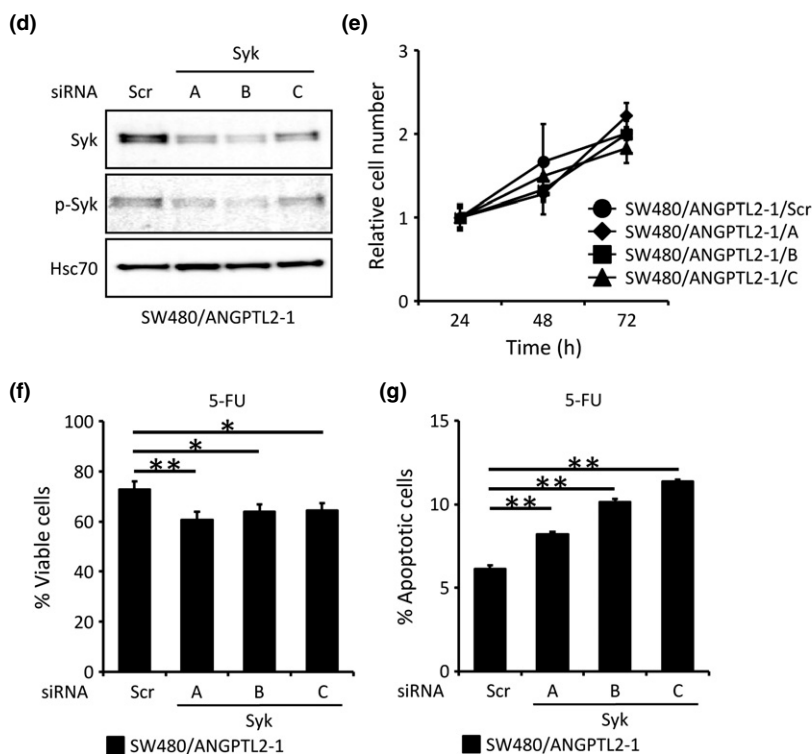 (d)
Syk
siRNA Scr A B C
Syk
p-Syk
Hsc70
SW480/ANGPTL2-1
(e)
3
2
1
0
Relative cell number
24 48 72
Time (h)
SW480/ANGPTL2-1/Scr
SW480/ANGPTL2-1/A
SW480/ANGPTL2-1/B
SW480/ANGPTL2-1/C
(f)
5-FU
100
80
60
40
20
0
% Viable cells
*
*
**
siRNA Scr A B C
Syk
SW480/ANGPTL2-1
(g)
5-FU
15
10
5
0
% Apoptotic cells
**
**
**
siRNA Scr A B C
Syk
SW480/ANGPTL2-1